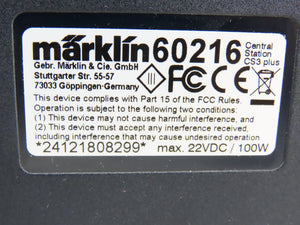 märklin 60216 Central Station CS3 plus
Gebr. Märklin & Cie. GmbH
Stuttgarter Str. 55-57
73033 Göppingen-Germany
III FC CE
This device complies with Part 15 of the FCC Rules.
Operation is subject to the following two conditions:
(1) This device may not cause harmful interference, and
(2) this device must accept any interference received,
including interference that may cause undesired operation.
*24121808299* max. 22VDC / 100W